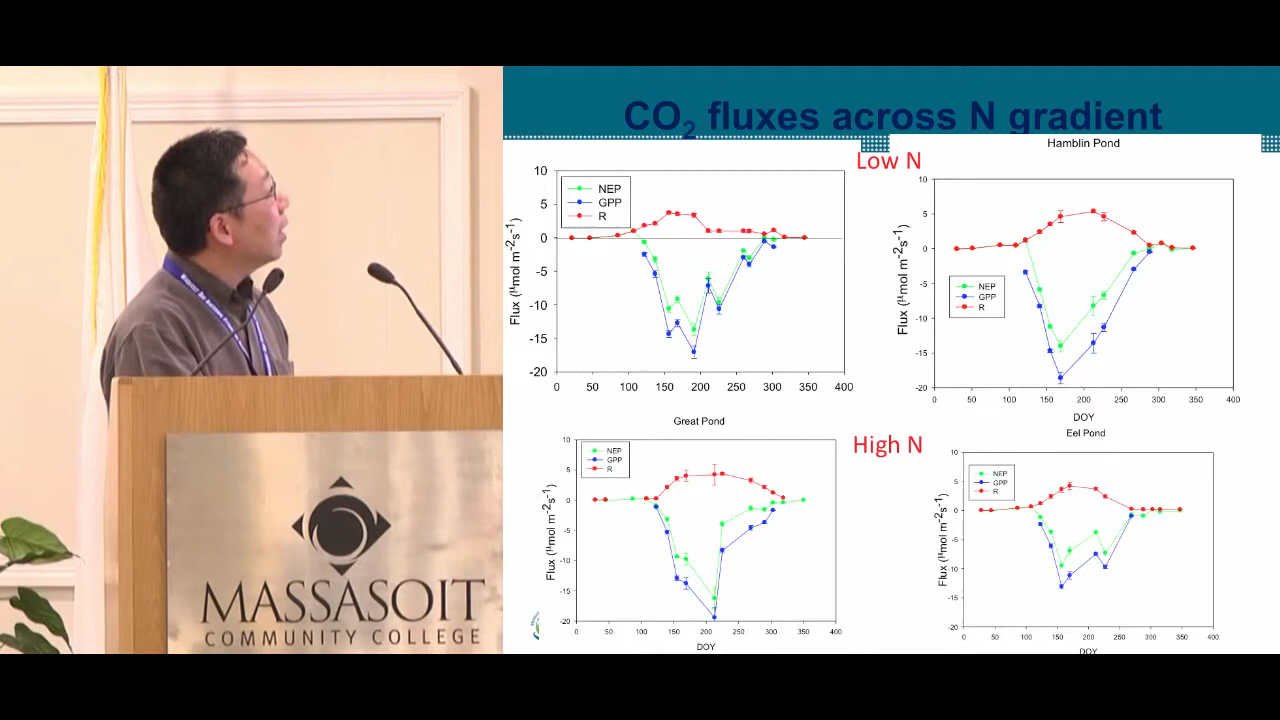 CO2 fluxes across N gradient
Low N
Hamblin Pond
10
5
0
-5
-10
-15
-20
Flux (µmol m-2s-1)
NEP
GPP
R
0 50 100 150 200 250 300 350 400
10
5
0
-5
-10
-15
-20
Flux (µmol m-2s-1)
NEP
GPP
R
0 50 100 150 200 250 300 350 400
DOY
Great Pond
High N
Eel Pond
10
5
0
-5
-10
-15
-20
Flux (µmol m-2s-1)
NEP
GPP
R
0 50 100 150 200 250 300 350 400
DOY
10
5
0
-5
-10
-15
-20
Flux (µmol m-2s-1)
NEP
GPP
R
0 50 100 150 200 250 300 350 400
DOY
MASSASOIT
COMMUNITY COLLEGE